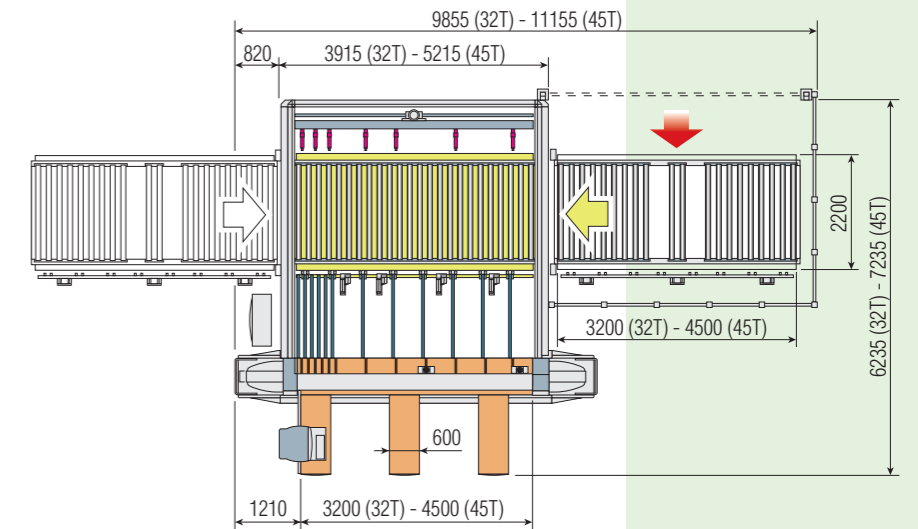 9855 (32T) - 11155 (45T)
820
3915 (32T) - 5215 (45T)
2200
6235 (32T) - 7235 (45T)
3200 (32T) - 4500 (45T)
600
1210
3200 (32T) - 4500 (45T)